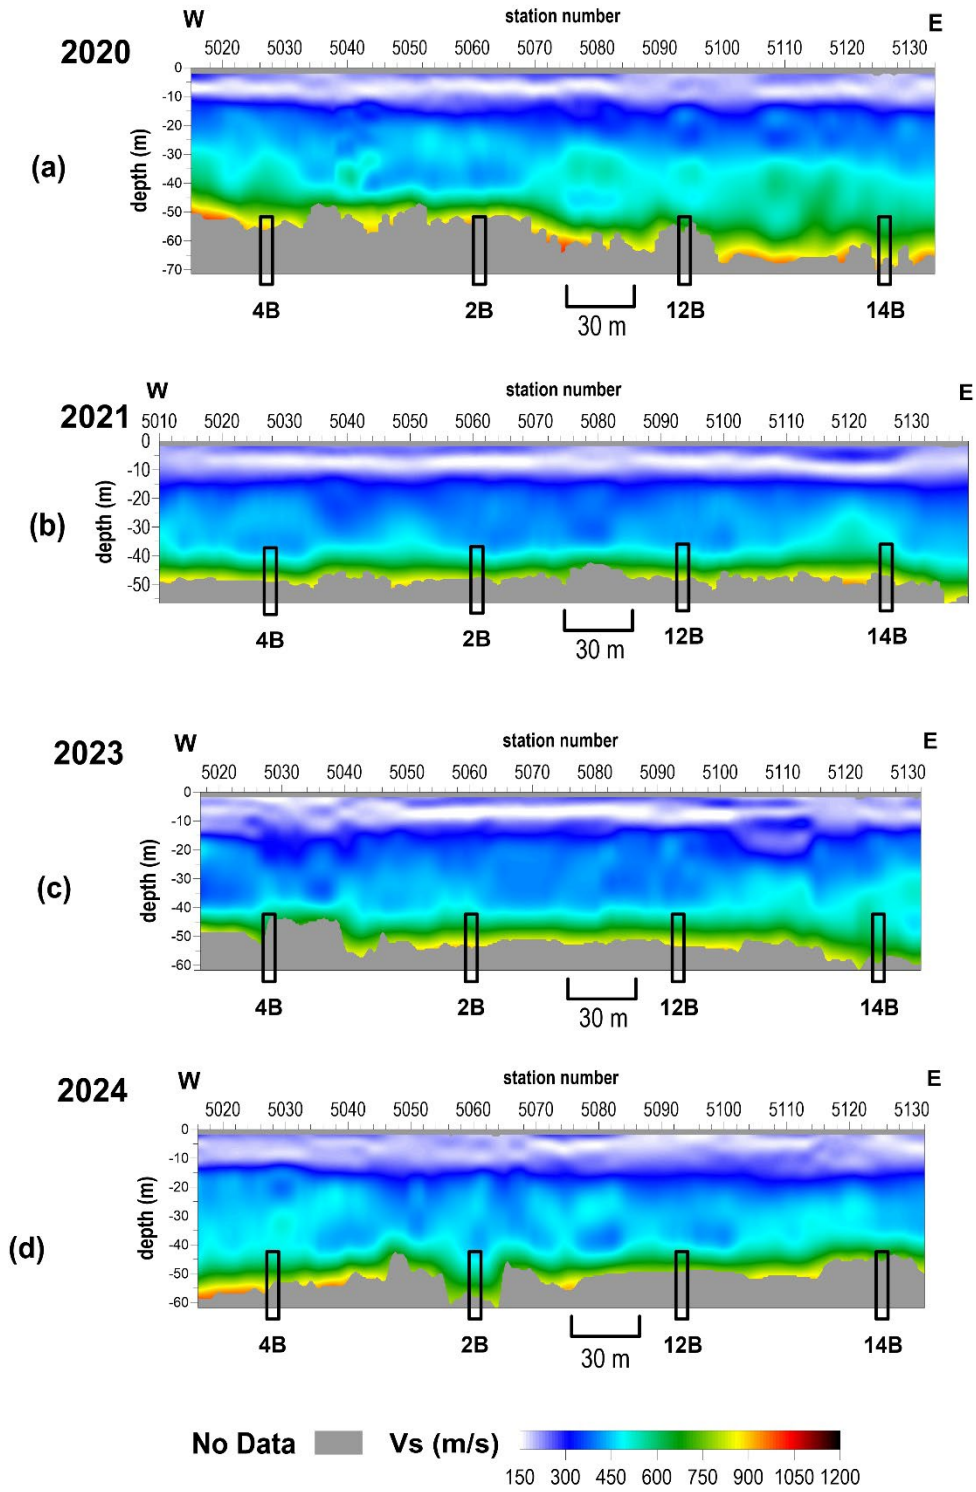 W station number E
2020
5020 5030 5040 5050 5060 5070 5080 5090 5100 5110 5120 5130
0
-10
-20
-30
-40
-50
-60
-70
depth (m)
(a)
4B 2B 12B 14B
30 m
W station number E
2021
5010 5020 5030 5040 5050 5060 5070 5080 5090 5100 5110 5120 5130
0
-10
-20
-30
-40
-50
depth (m)
(b)
4B 2B 12B 14B
30 m
2023
W station number E
5020 5030 5040 5050 5060 5070 5080 5090 5100 5110 5120 5130
0
-10
-20
-30
-40
-50
-60
depth (m)
(c)
4B 2B 12B 14B
30 m
2024
W station number E
5020 5030 5040 5050 5060 5070 5080 5090 5100 5110 5120 5130
0
-10
-20
-30
-40
-50
-60
depth (m)
(d)
4B 2B 12B 14B
30 m
No Data Vs (m/s)
150 300 450 600 750 900 1050 1200